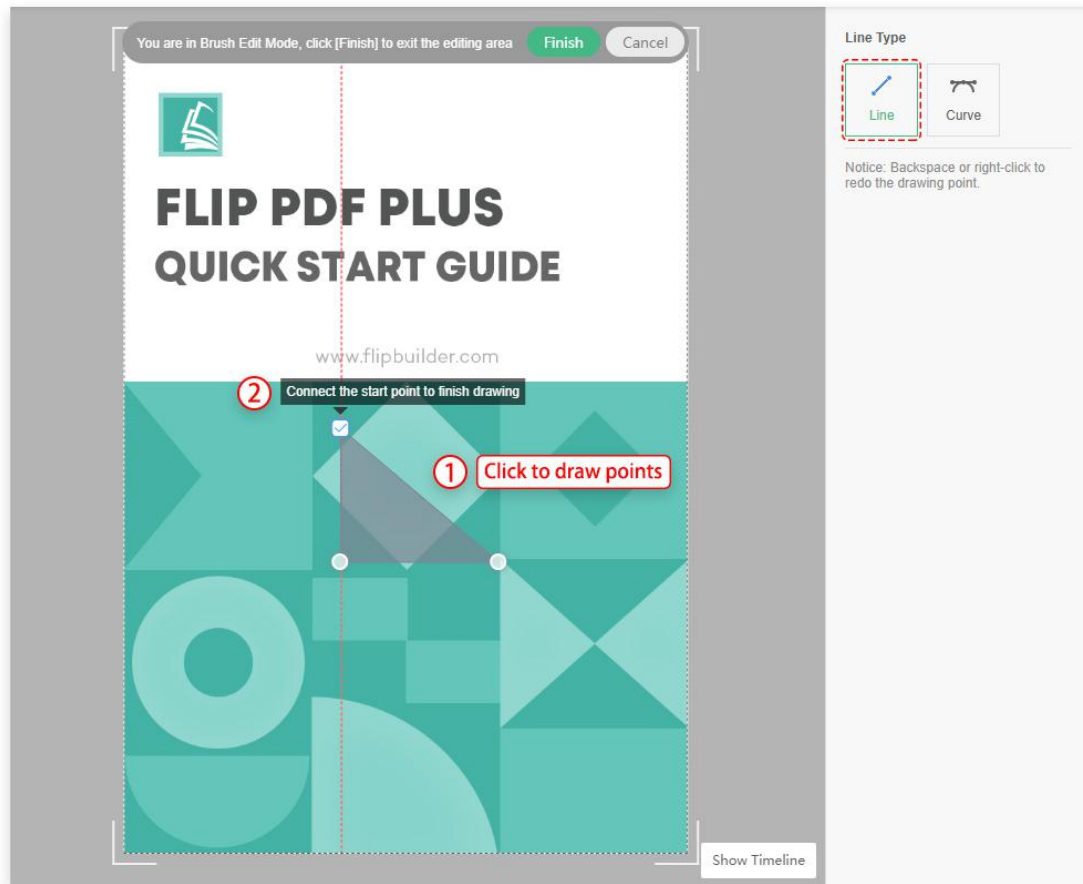 You are in Brush Edit Mode, click [Finish] to exit the editing area
Finish
Cancel
FLIP PDF PLUS
QUICK START GUIDE
www.flipbuilder.com
2
Connect the start point to finish drawing
1
Click to draw points
Show Timeline
Line Type
Line
Curve
Notice: Backspace or right-click to
redo the drawing point.